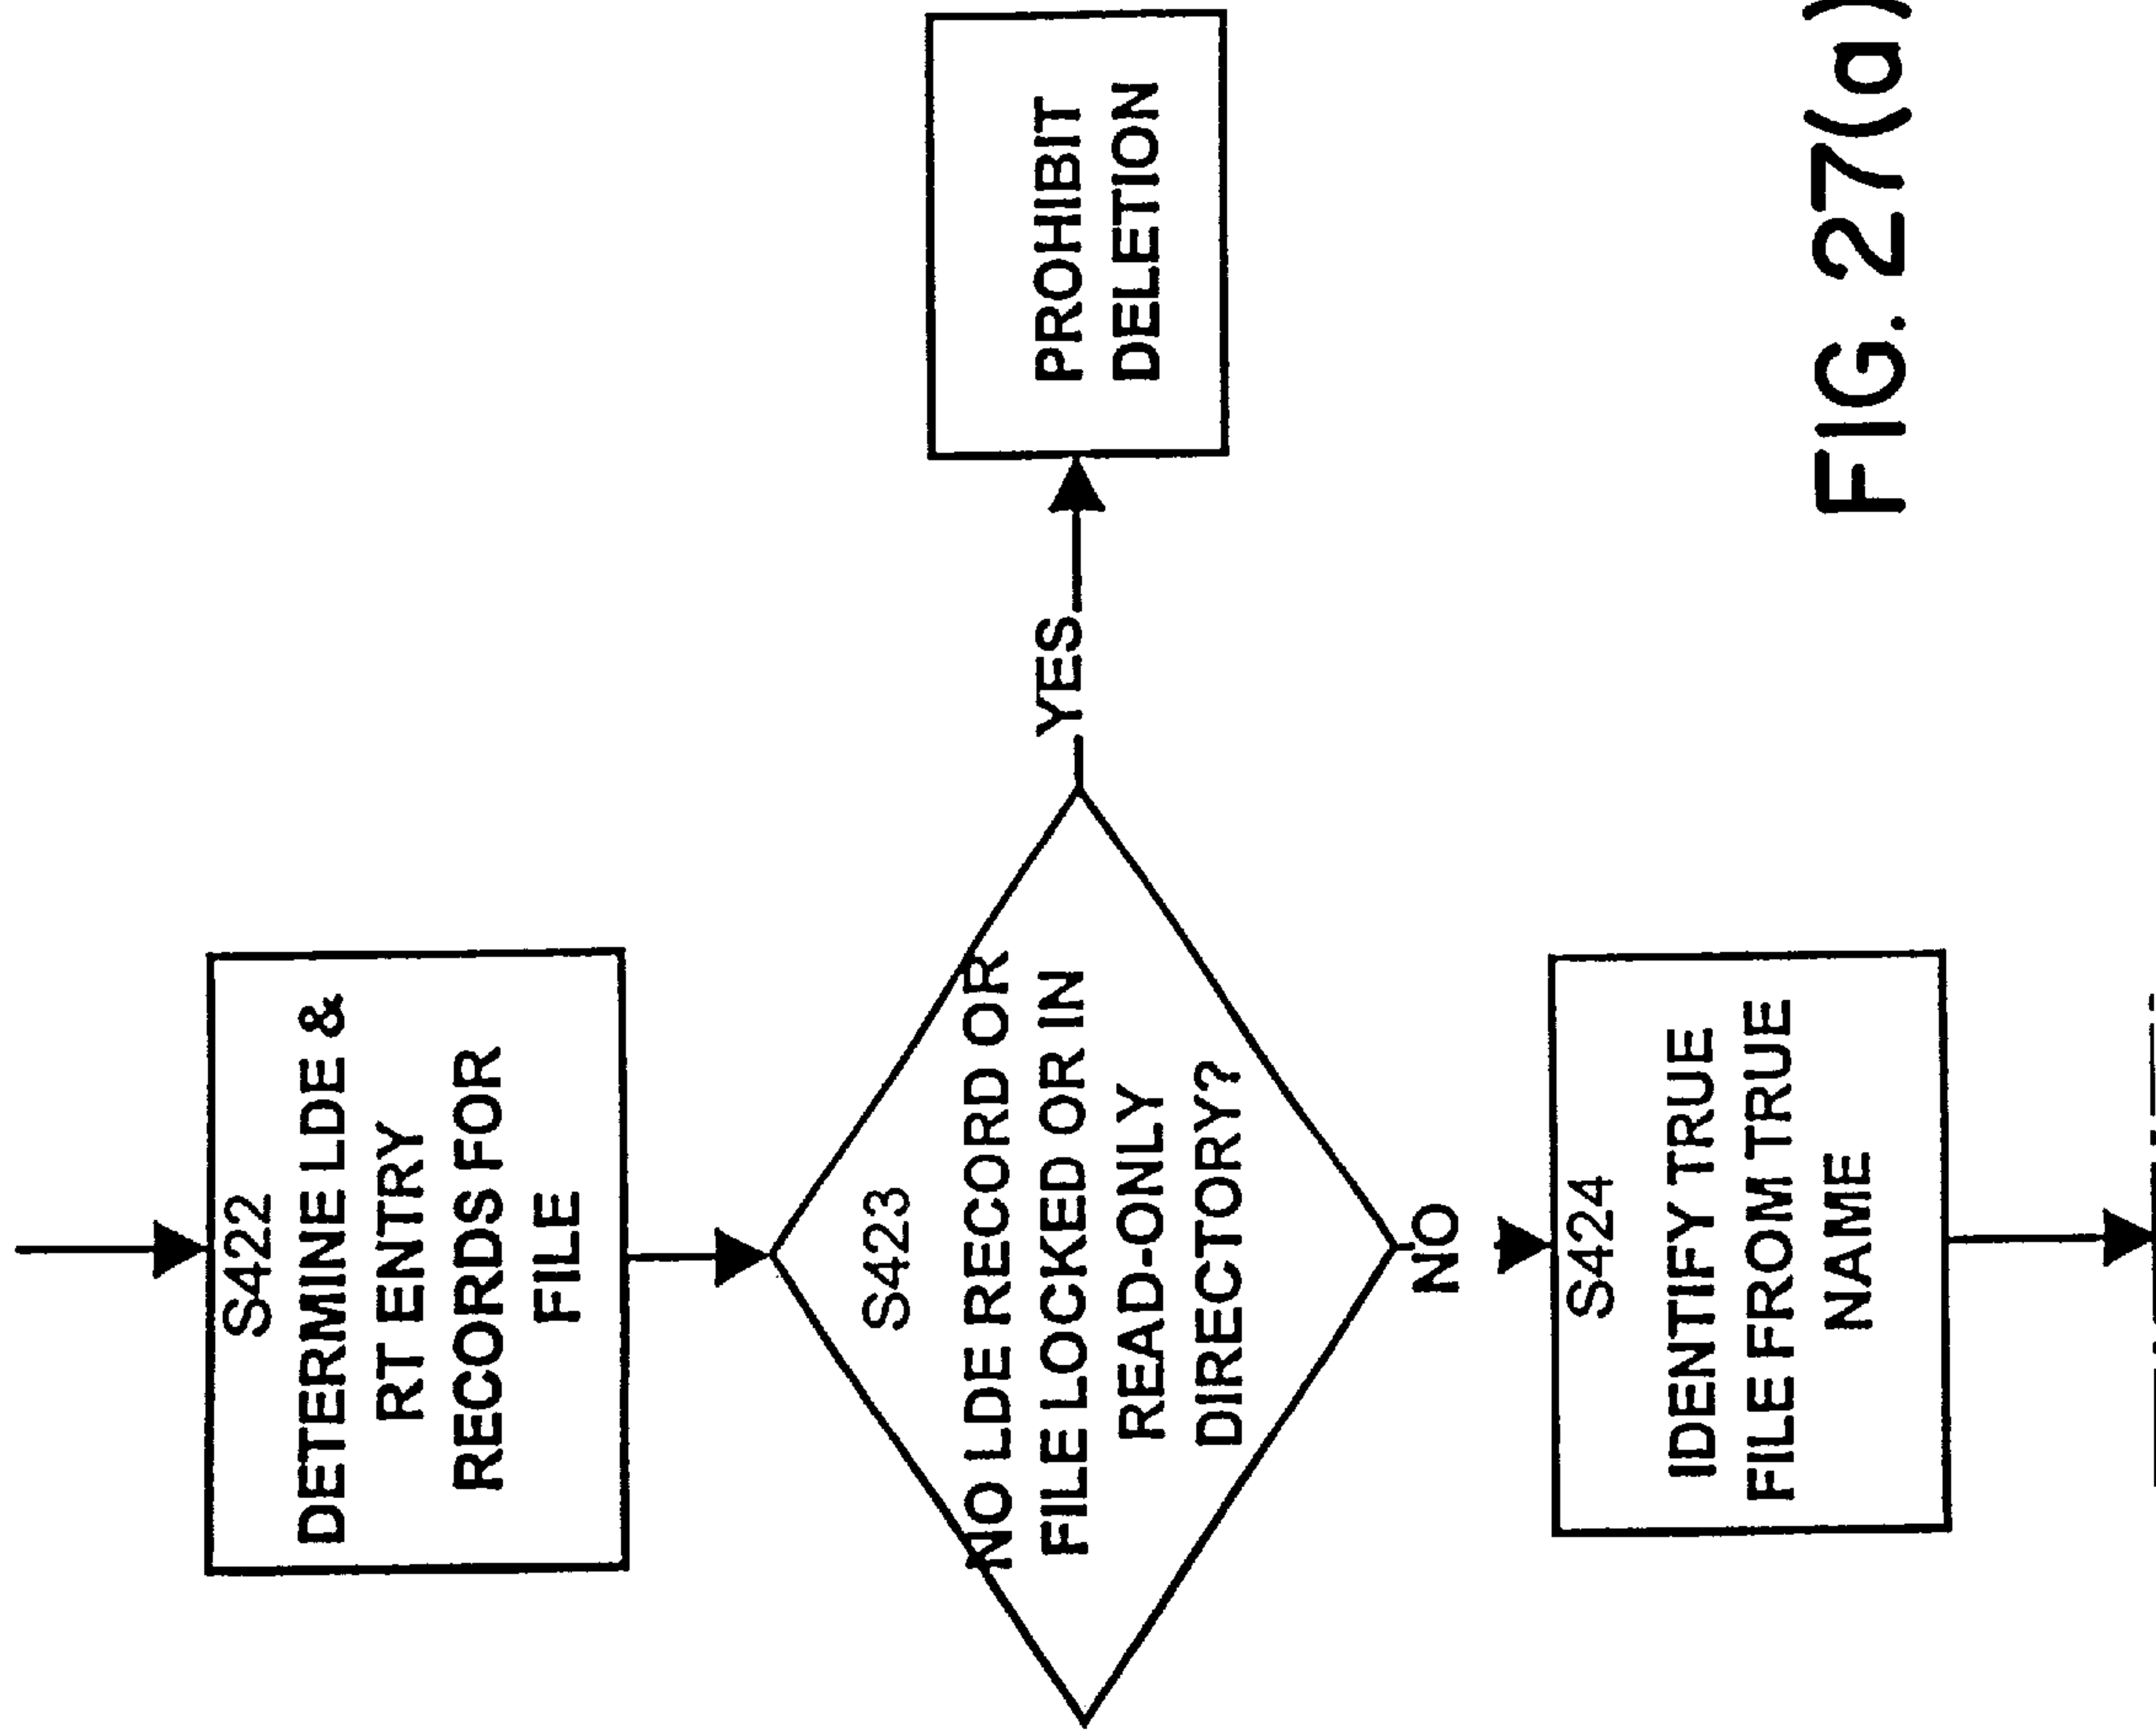 S422
DETERMINE LDE &
RT ENTRY
RECORDS FOR
FILE
S423
NO LDE RECORD OR
FILE LOCKED OR IN
READ-ONLY
DIRECTORY?
YES
PROHIBIT
DELETION
NO
S424
IDENTIFY TRUE
FILE FROM TRUE
NAME
FIG. 27(a)